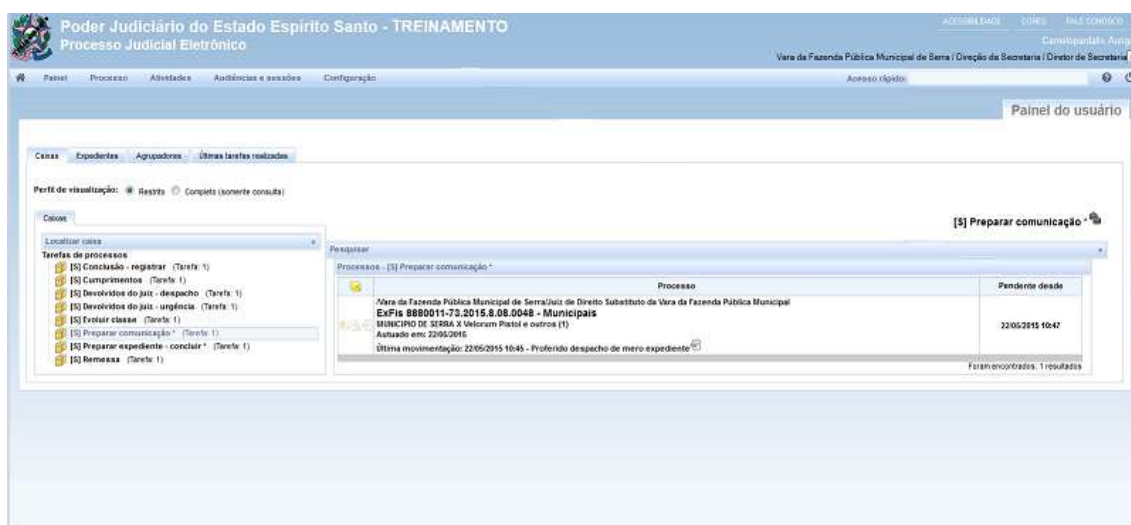 Poder Judiciário do Estado Espírito Santo - TREINAMENTO
Processo Judicial Eletrônico
ACESSIBILIDADE CORES FALE CONOSCO
Camelopardalis
Vara da Fazenda Pública Municipal de Serra / Direção de Secretaria / Diretor de Secretaria
Painel Processo Atividades Audiências e sessões Configuração Acesso rápido:
Painel do usuário
Caixas Expedientes Agrupadores Últimas tarefas realizadas
Perfil de visualização: Restrito Completo (somente consulta)
Caixas
[S] Preparar comunicação *
Localizar caixa
Tarefas de processos
[S] Conclusão - registrar (Tarefa: 1)
[S] Cumprimentos (Tarefa: 1)
[S] Devolvidos do juiz - despacho (Tarefa: 1)
[S] Devolvidos do juiz - urgência (Tarefa: 1)
[S] Evoluir classe (Tarefa: 1)
[S] Preparar comunicação * (Tarefa: 1)
[S] Preparar expediente - concluir * (Tarefa: 1)
[S] Remessa (Tarefa: 1)
Pesquisar
Processos - [S] Preparar comunicação *
Processo Pendente desde
/Vara da Fazenda Pública Municipal de Serra/Juiz de Direito Substituto da Vara da Fazenda Pública Municipal
ExFis 8880011-73.2015.8.08.0048 - Municipais
MUNICIPIO DE SERRA X Velorum Pistol e outros (1)
Autuado em: 22/05/2015
Última movimentação: 22/05/2015 10:45 - Proferido despacho de mero expediente
22/05/2015 10:47
Foram encontrados: 1 resultados